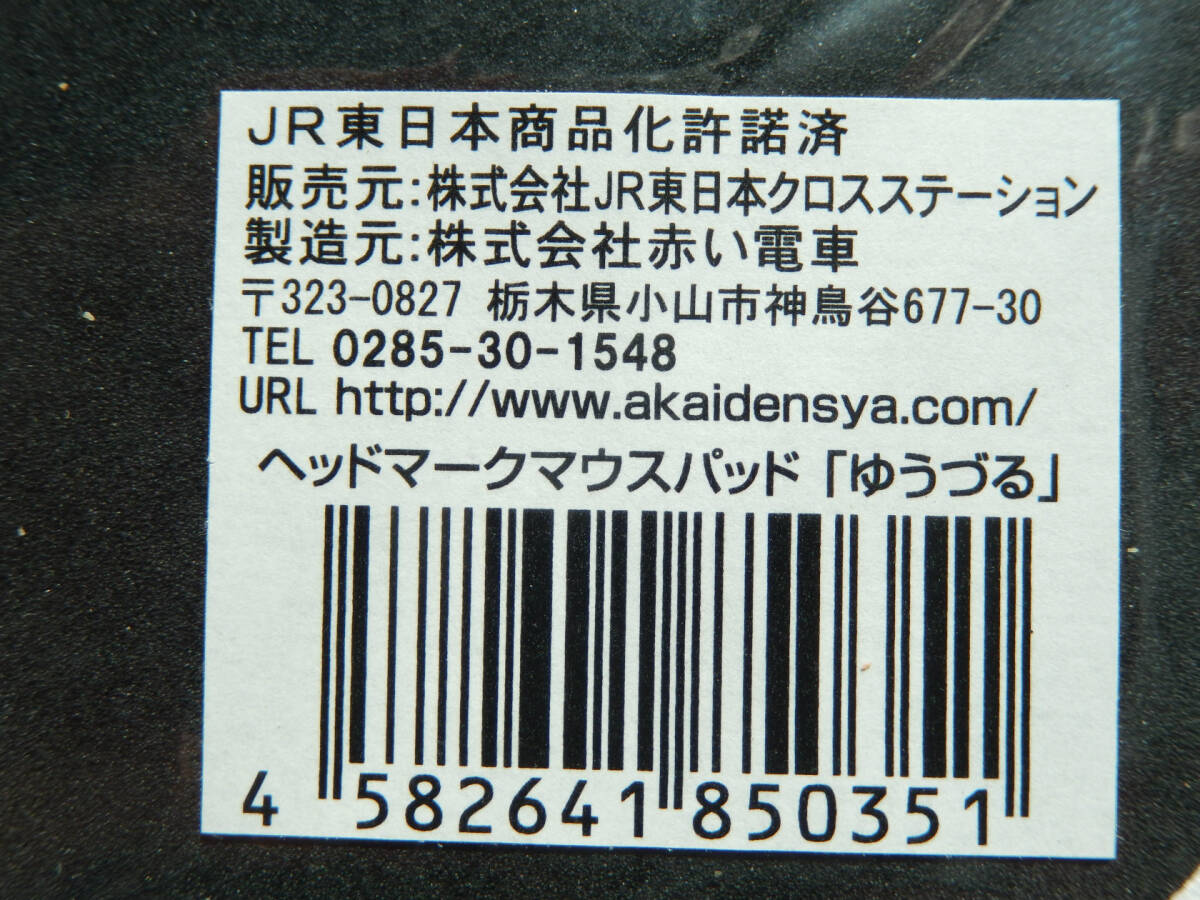 JR東日本商品化許諾済
販売元:株式会社JR東日本クロスステーション
製造元:株式会社赤い電車
〒323-0827 栃木県小山市神鳥谷677-30
TEL 0285-30-1548
URL http://www.akaidensya.com/
ヘッドマークマウスパッド「ゆうづる」
4 582641 850351